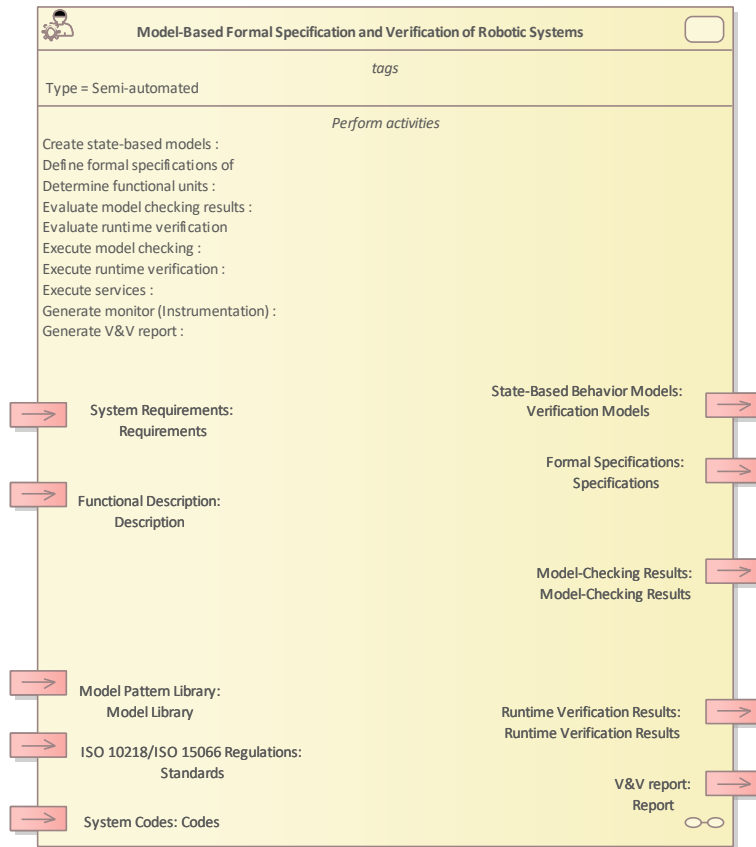 Model-Based Formal Specification and Verification of Robotic Systems
tags
Type = Semi-automated
Perform activities
Create state-based models :
Define formal specifications of
Determine functional units :
Evaluate model checking results :
Evaluate runtime verification
Execute model checking :
Execute runtime verification :
Execute services :
Generate monitor (Instrumentation) :
Generate V&V report :
System Requirements:
Requirements
Functional Description:
Description
Model Pattern Library:
Model Library
ISO 10218/ISO 15066 Regulations:
Standards
System Codes: Codes
State-Based Behavior Models:
Verification Models
Formal Specifications:
Specifications
Model-Checking Results:
Model-Checking Results
Runtime Verification Results:
Runtime Verification Results
V&V report:
Report